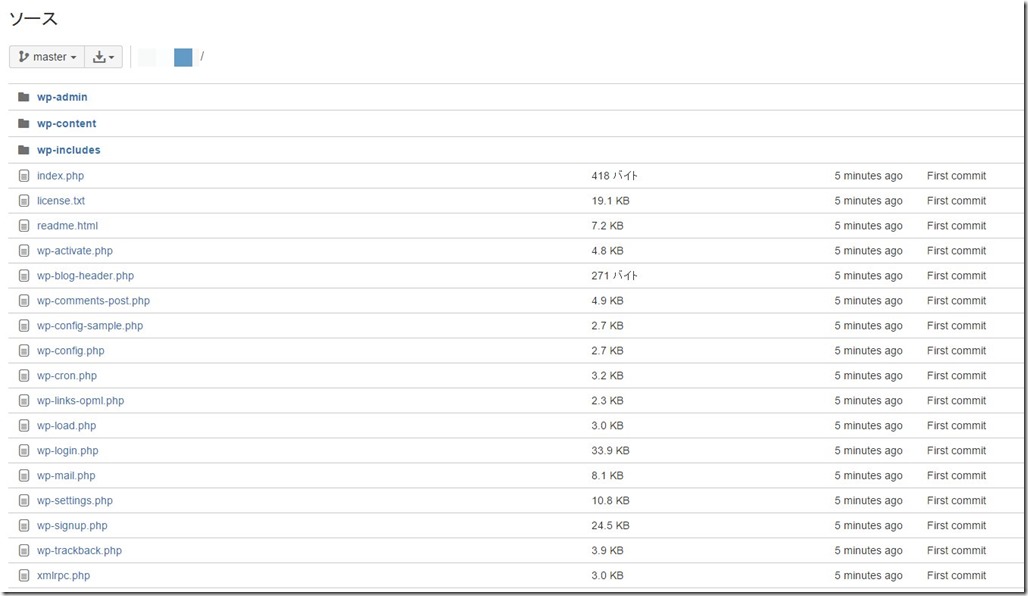 ソース
master /
wp-admin
wp-content
wp-includes
index.php 418 バイト 5 minutes ago First commit
license.txt 19.1 KB 5 minutes ago First commit
readme.html 7.2 KB 5 minutes ago First commit
wp-activate.php 4.8 KB 5 minutes ago First commit
wp-blog-header.php 271 バイト 5 minutes ago First commit
wp-comments-post.php 4.9 KB 5 minutes ago First commit
wp-config-sample.php 2.7 KB 5 minutes ago First commit
wp-config.php 2.7 KB 5 minutes ago First commit
wp-cron.php 3.2 KB 5 minutes ago First commit
wp-links-opml.php 2.3 KB 5 minutes ago First commit
wp-load.php 3.0 KB 5 minutes ago First commit
wp-login.php 33.9 KB 5 minutes ago First commit
wp-mail.php 8.1 KB 5 minutes ago First commit
wp-settings.php 10.8 KB 5 minutes ago First commit
wp-signup.php 24.5 KB 5 minutes ago First commit
wp-trackback.php 3.9 KB 5 minutes ago First commit
xmlrpc.php 3.0 KB 5 minutes ago First commit